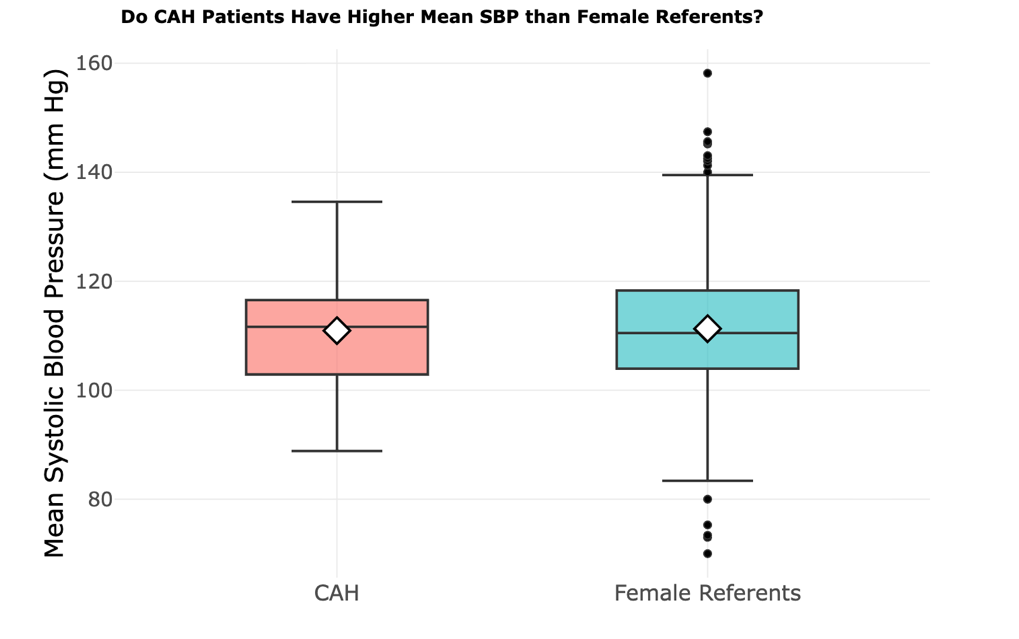 Do CAH Patients Have Higher Mean SBP than Female Referents?
Mean Systolic Blood Pressure (mm Hg)
160
140
120
100
80
CAH
Female Referents